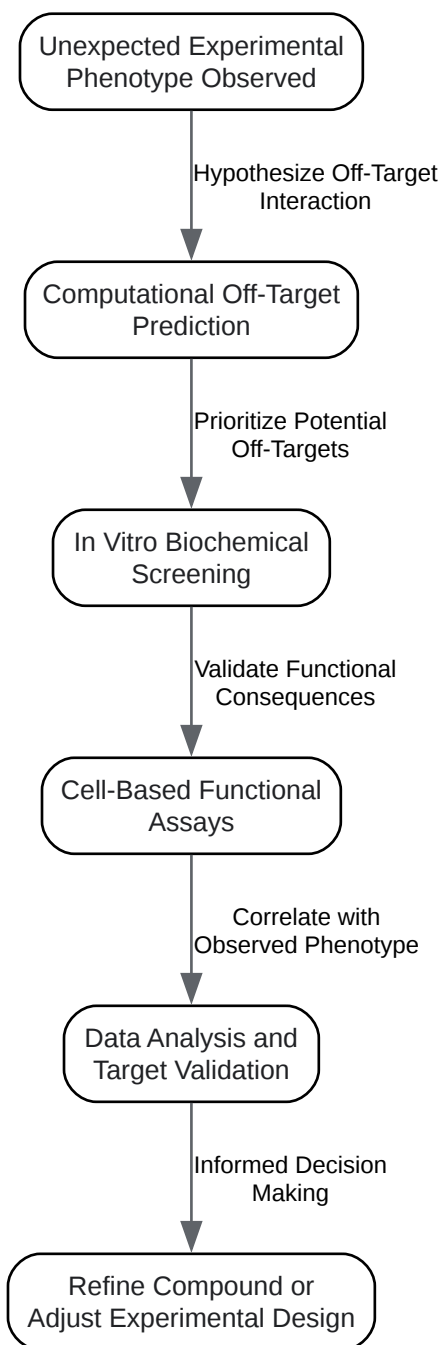 Unexpected Experimental
Phenotype Observed
Hypothesize Off-Target
Interaction
Computational Off-Target
Prediction
Prioritize Potential
Off-Targets
In Vitro Biochemical
Screening
Validate Functional
Consequences
Cell-Based Functional
Assays
Correlate with
Observed Phenotype
Data Analysis and
Target Validation
Informed Decision
Making
Refine Compound or
Adjust Experimental Design